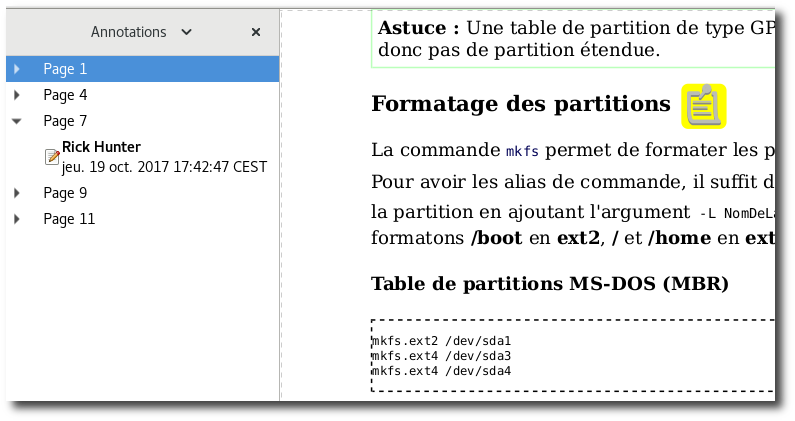 Annotations
Page 1
Page 4
Page 7
Rick Hunter
jeu. 19 oct. 2017 17:42:47 CEST
Page 9
Page 11
Astuce : Une table de partition de type GP
donc pas de partition étendue.
Formatage des partitions
La commande mkfs permet de formater les p
Pour avoir les alias de commande, il suffit d
la partition en ajoutant l'argument -L NomDeLa
formatons /boot en ext2, / et /home en ext
Table de partitions MS-DOS (MBR)
mkfs.ext2 /dev/sda1
mkfs.ext4 /dev/sda3
mkfs.ext4 /dev/sda4